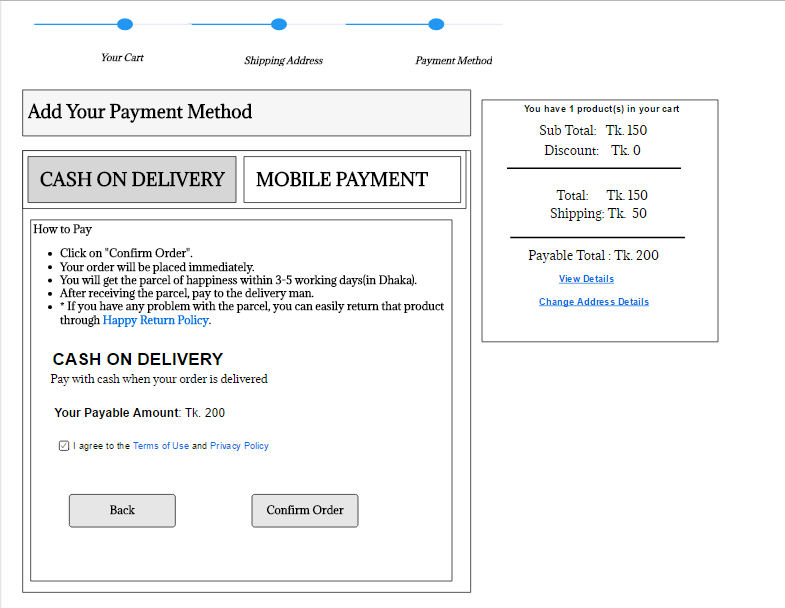 Your Cart
Shipping Address
Payment Method
Add Your Payment Method
CASH ON DELIVERY
MOBILE PAYMENT
How to Pay
• Click on "Confirm Order".
• Your order will be placed immediately.
• You will get the parcel of happiness within 3-5 working days(in Dhaka).
• After receiving the parcel, pay to the delivery man.
• * If you have any problem with the parcel, you can easily return that product
through Happy Return Policy.
CASH ON DELIVERY
Pay with cash when your order is delivered
Your Payable Amount: Tk. 200
I agree to the Terms of Use and Privacy Policy
Back
Confirm Order
You have 1 product(s) in your cart
Sub Total: Tk. 150
Discount: Tk. 0
Total: Tk. 150
Shipping: Tk. 50
Payable Total : Tk. 200
View Details
Change Address Details